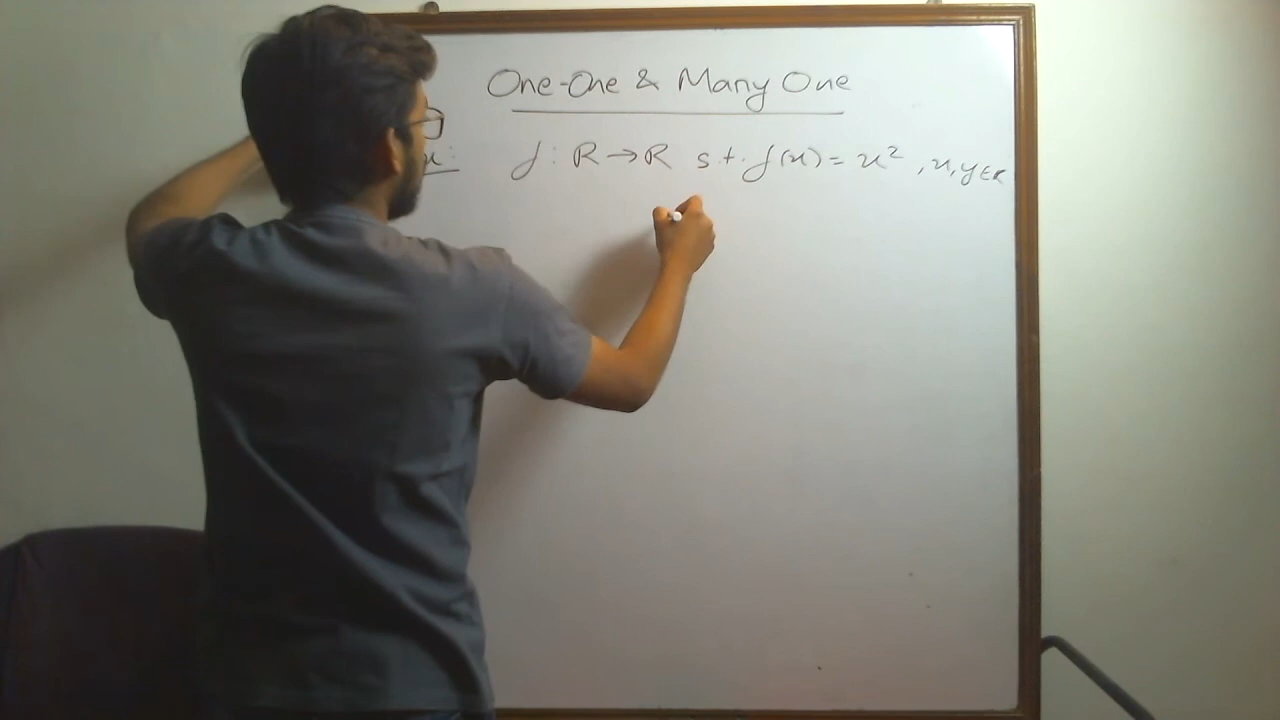 One-One & Many One
x: f : R → R s.t. f(x) = x² , x, y ∈ R